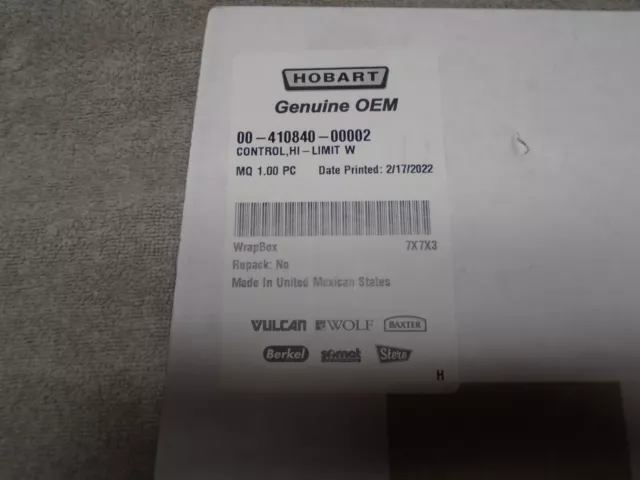 HOBART
Genuine OEM
00-410840-00002
CONTROL,HI-LIMIT W
MQ 1.00 PC Date Printed: 2/17/2022
WrapBox 7X7X3
Repack: No
Made In United Mexican States
VULCAN WOLF BAXTER
Berkel somat Stero
H